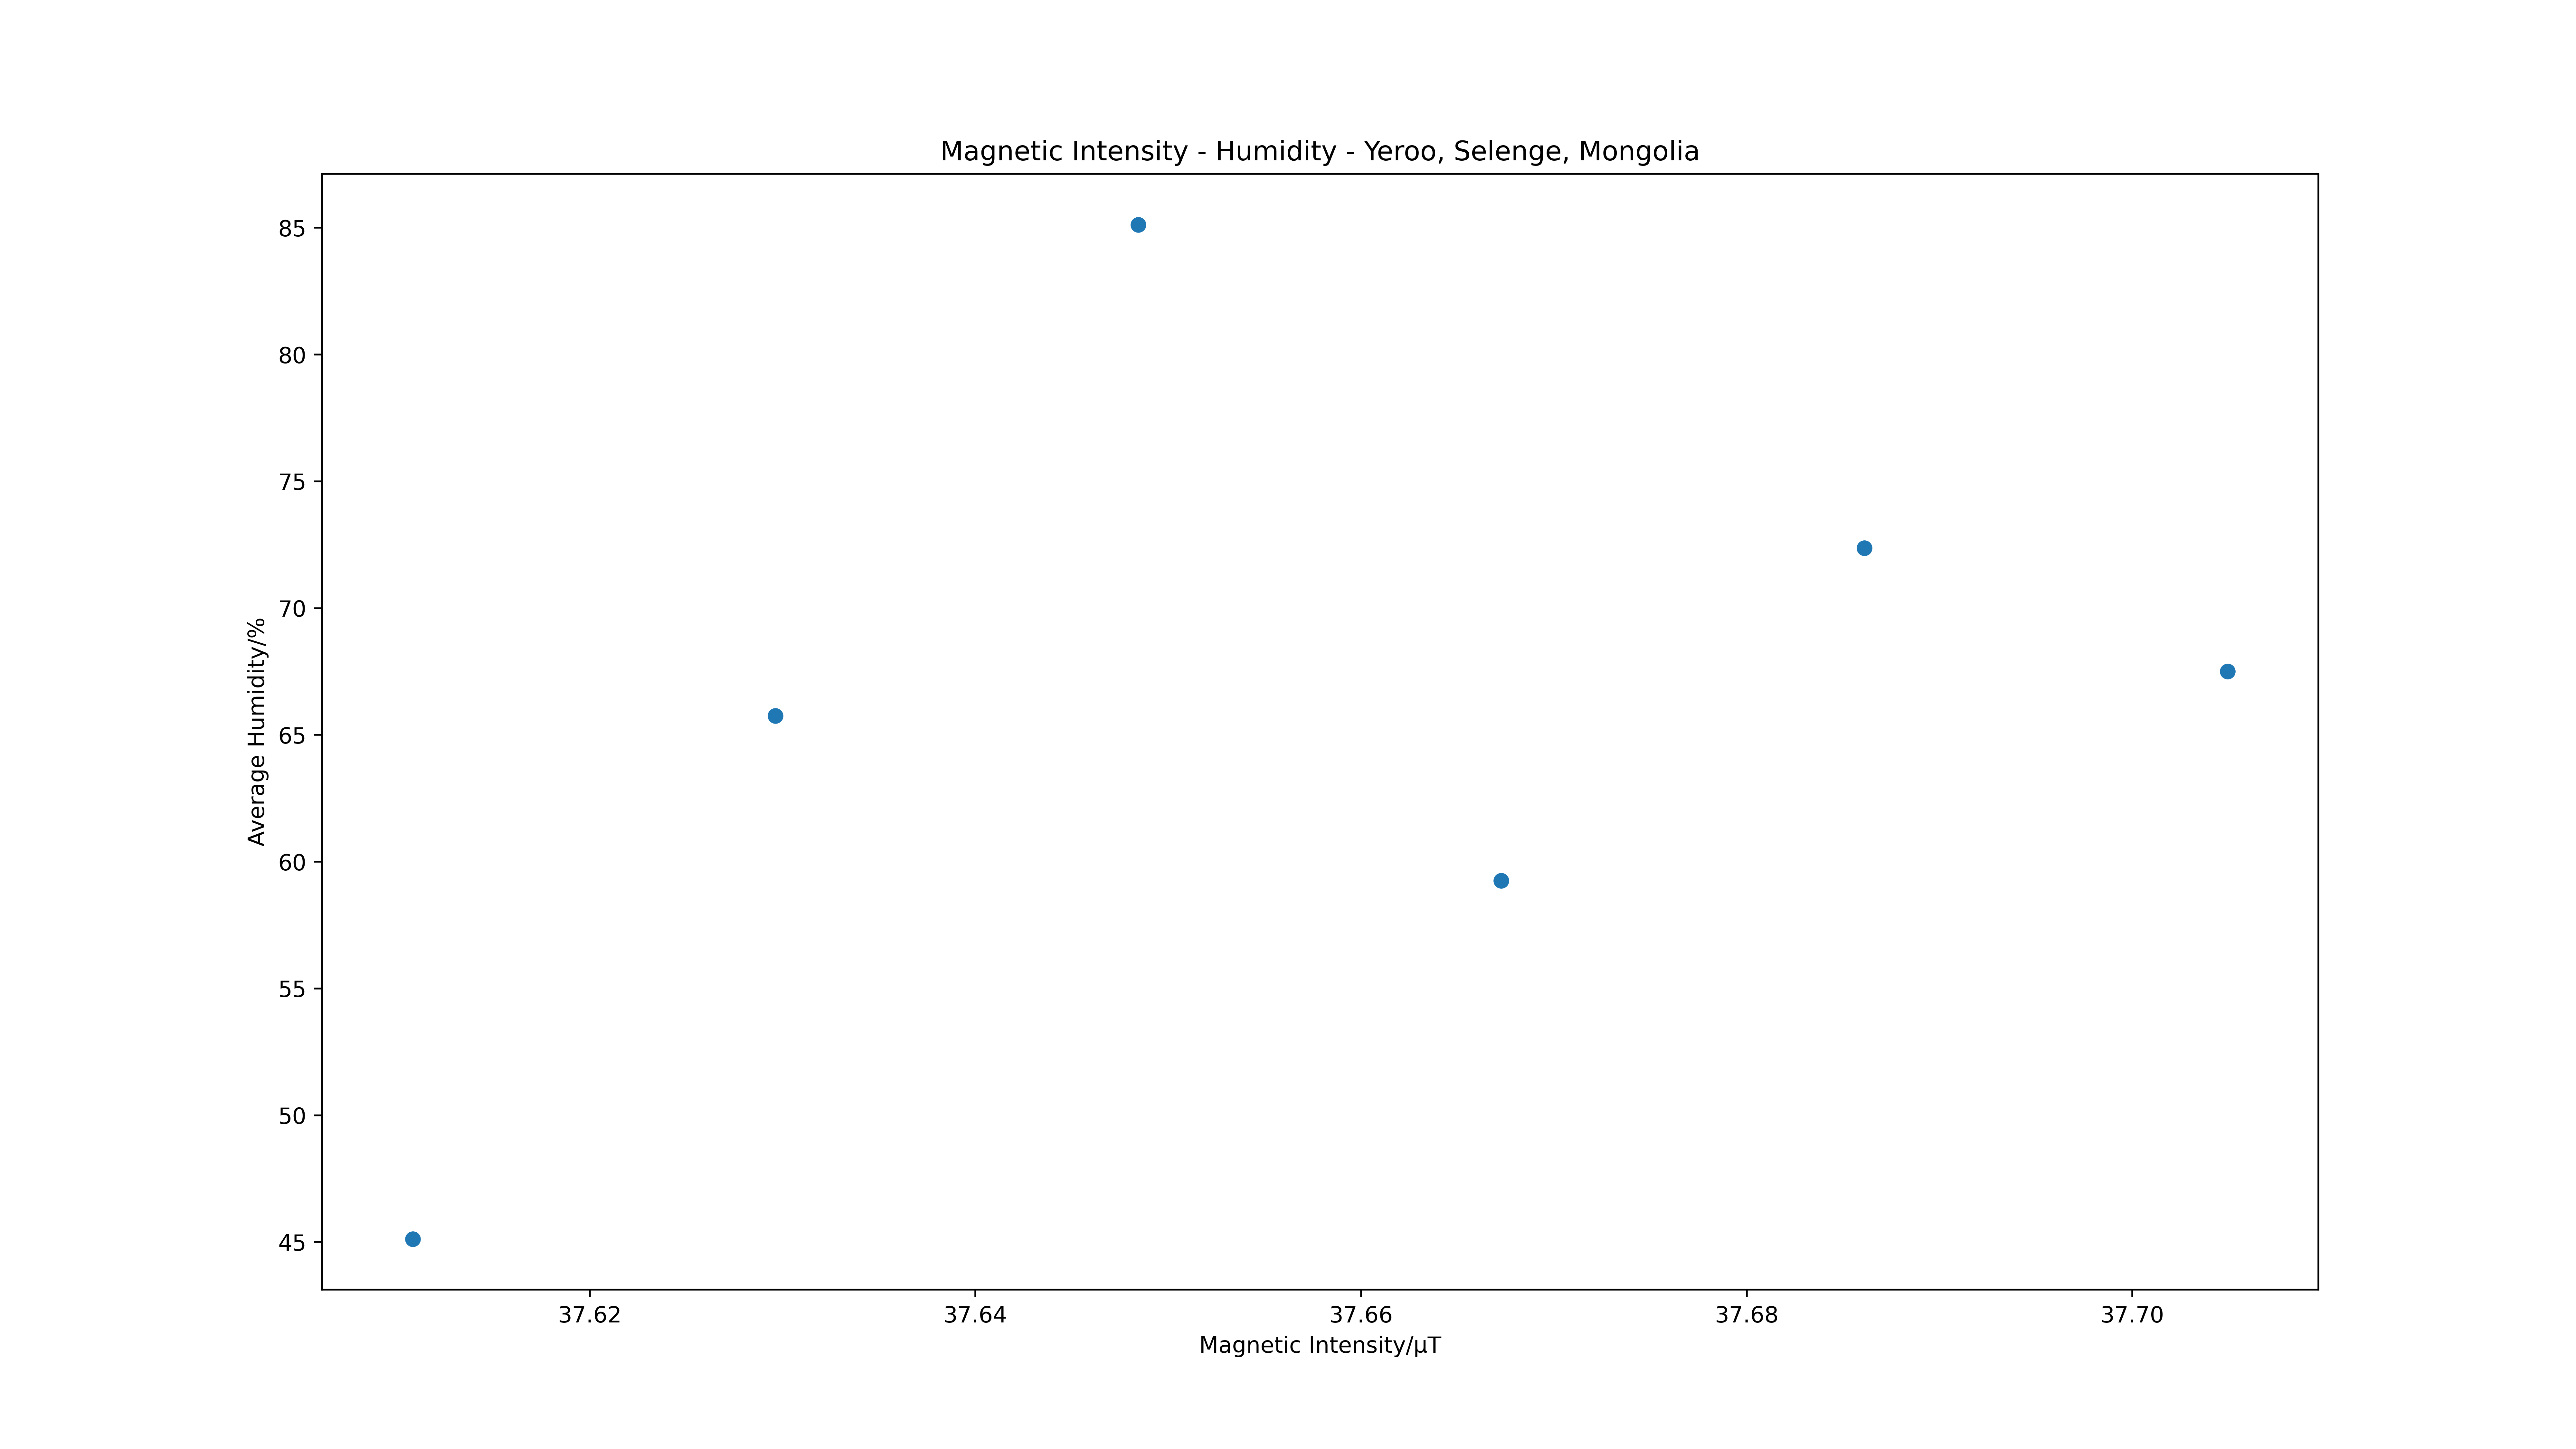 Magnetic Intensity - Humidity - Yeroo, Selenge, Mongolia
85
80
75
70
65
60
55
50
45
Average Humidity/%
37.62 37.64 37.66 37.68 37.70
Magnetic Intensity/μT